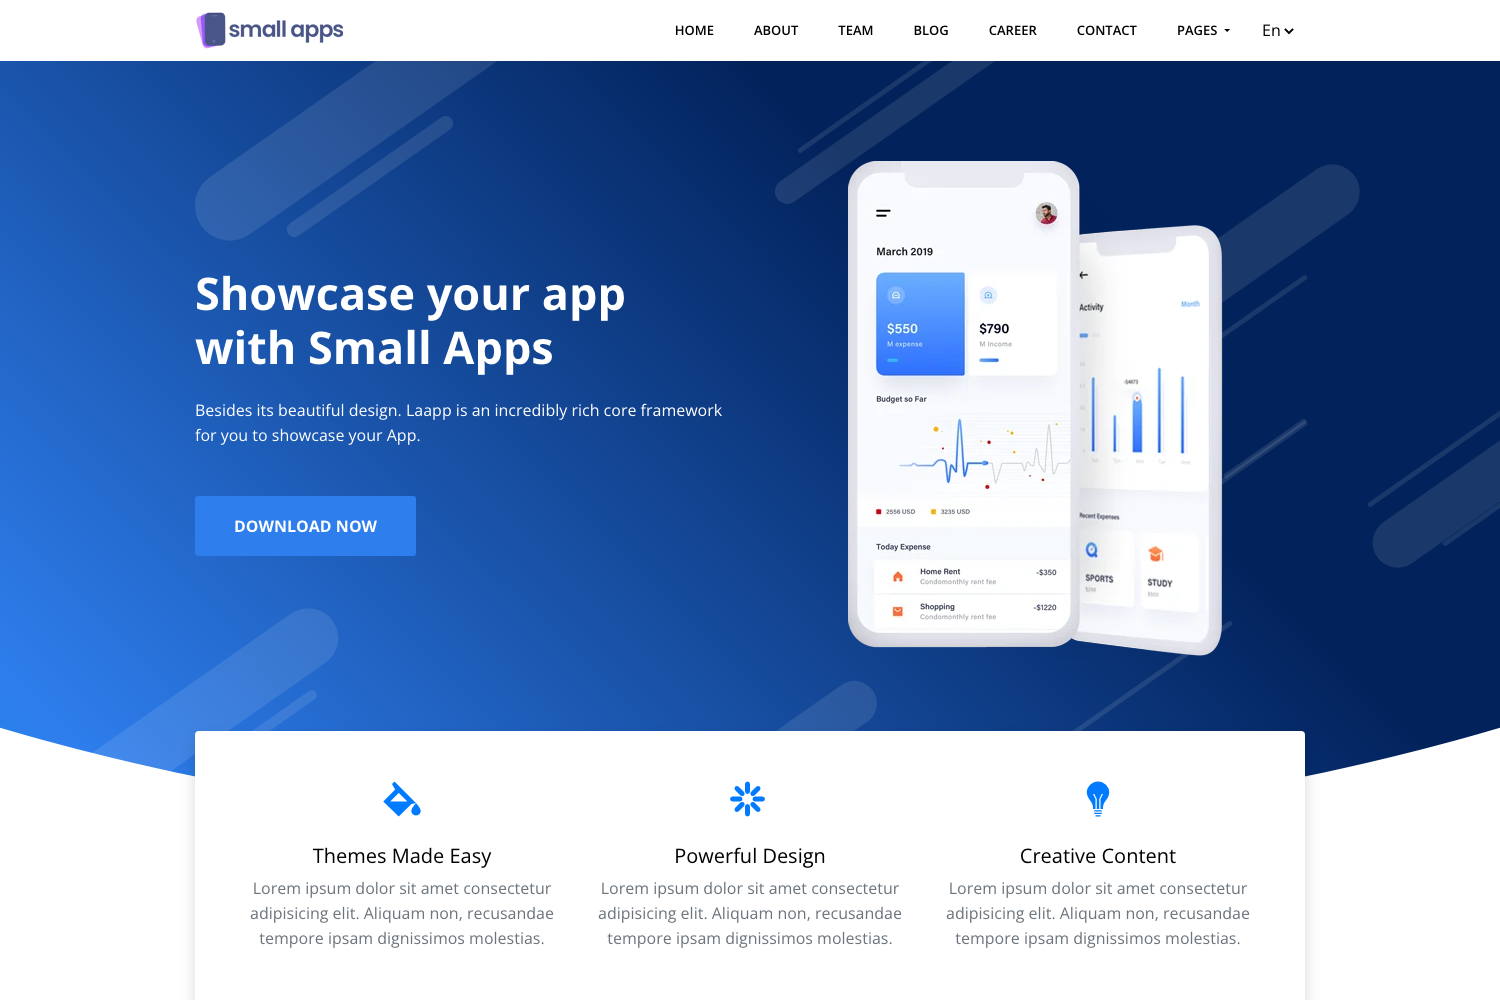 small apps
HOME ABOUT TEAM BLOG CAREER CONTACT PAGES En
Showcase your app
with Small Apps
Besides its beautiful design. Laapp is an incredibly rich core framework
for you to showcase your App.
DOWNLOAD NOW
March 2019
$550
M expense
$790
M Income
Budget so Far
2556 USD 3235 USD
Today Expense
Home Rent -$350
Condomonthly rent fee
Shopping -$1220
Condomonthly rent fee
Activity Month
-$4673
Recent Expenses
SPORTS
STUDY
Themes Made Easy
Lorem ipsum dolor sit amet consectetur
adipisicing elit. Aliquam non, recusandae
tempore ipsam dignissimos molestias.
Powerful Design
Lorem ipsum dolor sit amet consectetur
adipisicing elit. Aliquam non, recusandae
tempore ipsam dignissimos molestias.
Creative Content
Lorem ipsum dolor sit amet consectetur
adipisicing elit. Aliquam non, recusandae
tempore ipsam dignissimos molestias.